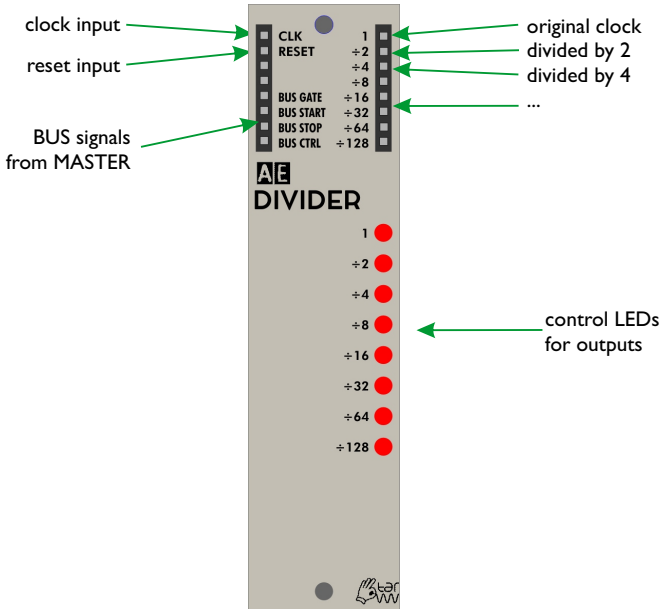 clock input
reset input
BUS signals
from MASTER
CLK
RESET
BUS GATE
BUS START
BUS STOP
BUS CTRL
1
÷2
÷4
÷8
÷16
÷32
÷64
÷128
original clock
divided by 2
divided by 4
...
AE
DIVIDER
1
÷2
÷4
÷8
÷16
÷32
÷64
÷128
control LEDs
for outputs